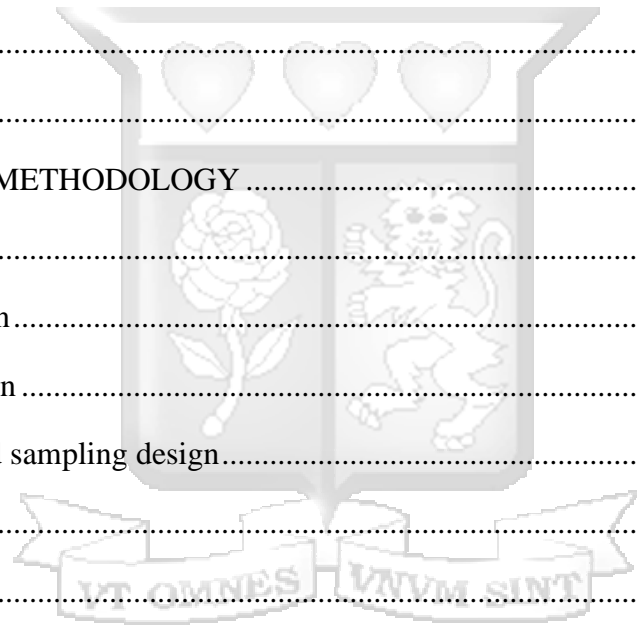 ........................................................................
........................................................................
METHODOLOGY ..................................................
........................................................................
n........................................................................
n ........................................................................
l sampling design....................................................
........................................................................
VT OMNES VNVM SINT
........................................................................